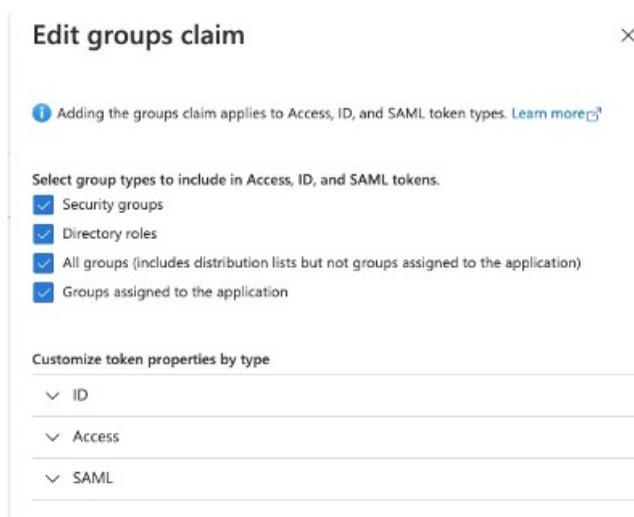 Edit groups claim
Adding the groups claim applies to Access, ID, and SAML token types. Learn more
Select group types to include in Access, ID, and SAML tokens.
Security groups
Directory roles
All groups (includes distribution lists but not groups assigned to the application)
Groups assigned to the application
Customize token properties by type
ID
Access
SAML